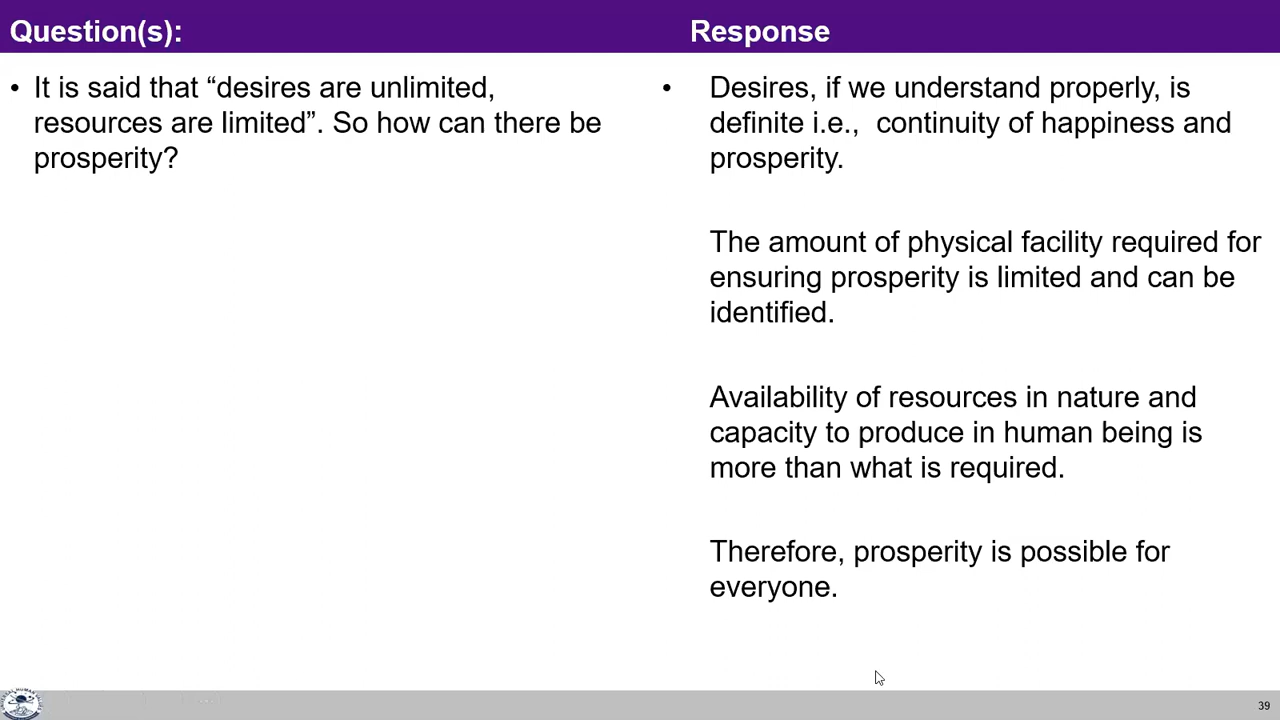 Question(s):
Response
• It is said that “desires are unlimited,
resources are limited”. So how can there be
prosperity?
• Desires, if we understand properly, is
definite i.e., continuity of happiness and
prosperity.
The amount of physical facility required for
ensuring prosperity is limited and can be
identified.
Availability of resources in nature and
capacity to produce in human being is
more than what is required.
Therefore, prosperity is possible for
everyone.
39